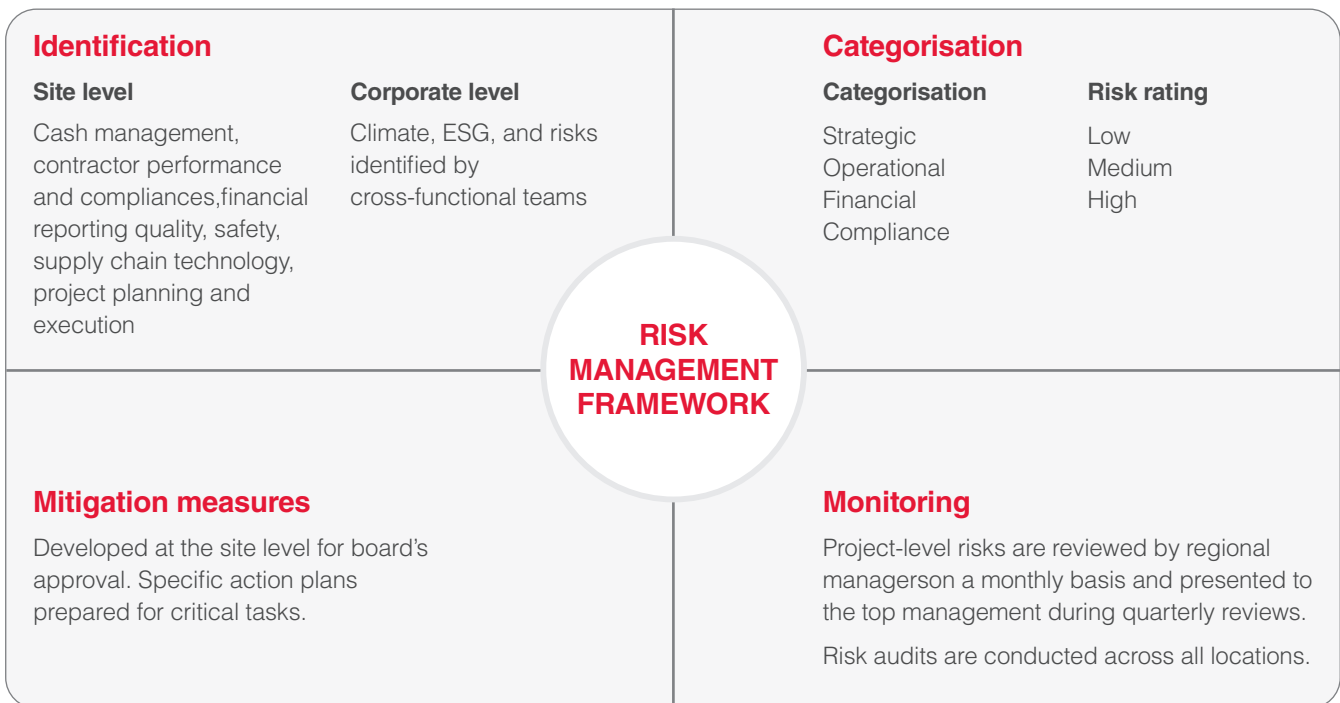 Identification
Site level
Cash management,
contractor performance
and compliances,financial
reporting quality, safety,
supply chain technology,
project planning and
execution
Corporate level
Climate, ESG, and risks
identified by
cross-functional teams
Categorisation
Categorisation
Strategic
Operational
Financial
Compliance
Risk rating
Low
Medium
High
RISK
MANAGEMENT
FRAMEWORK
Mitigation measures
Developed at the site level for board’s
approval. Specific action plans
prepared for critical tasks.
Monitoring
Project-level risks are reviewed by regional
managerson a monthly basis and presented to
the top management during quarterly reviews.
Risk audits are conducted across all locations.